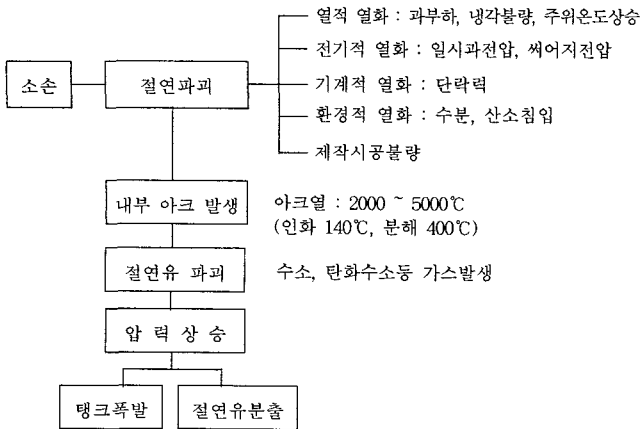 열적 열화 : 과부하, 냉각불량, 주위온도상승
전기적 열화 : 일시과전압, 써어지전압
소손
절연파괴
기계적 열화 : 단락력
환경적 열화 : 수분, 산소침입
제작시공불량
내부 아크 발생
아크열 : 2000 ~ 5000℃
(인화 140℃, 분해 400℃)
절연유 파괴
수소, 탄화수소등 가스발생
압 력 상 승
탱크폭발
절연유분출